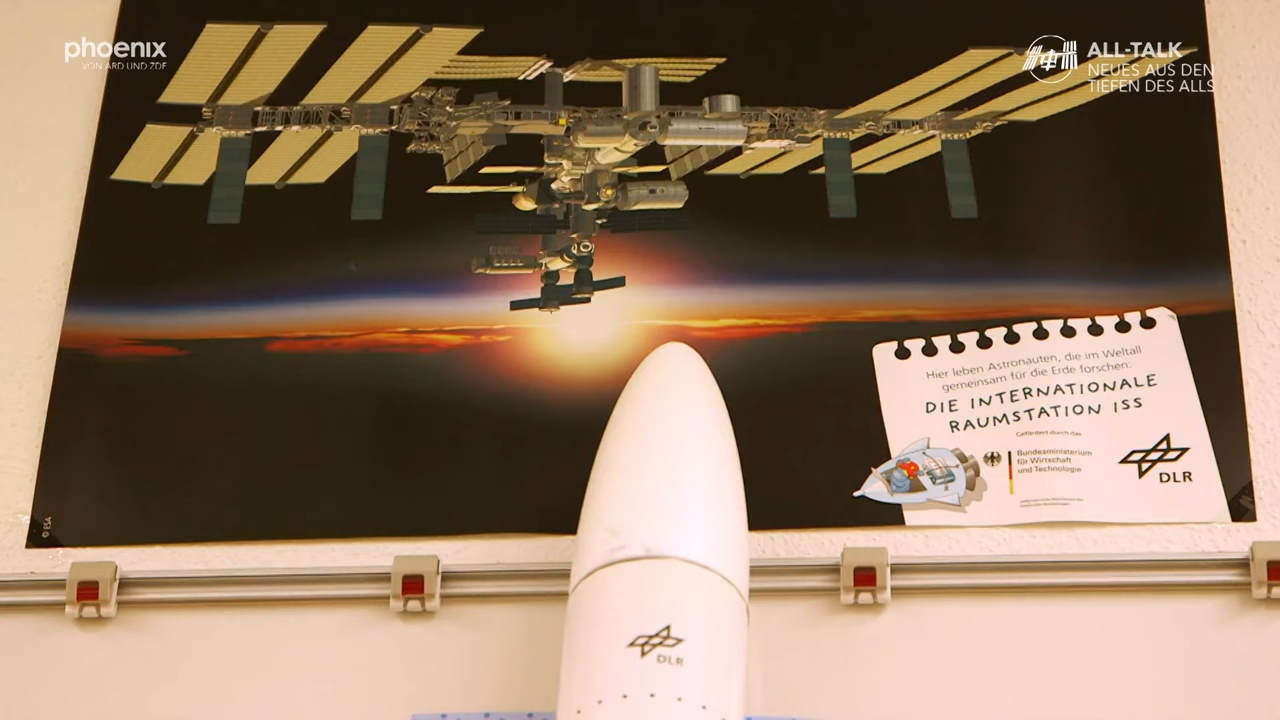 phoenix
VON ARD UND ZDF
ALL-TALK
NEUES AUS DEN
TIEFEN DES ALLS
Hier leben Astronauten, die im Weltall
gemeinsam für die Erde forschen:
DIE INTERNATIONALE
RAUMSTATION ISS
Gefördert durch das
Bundesministerium
für Wirtschaft
und Technologie
DLR
© ESA
DLR